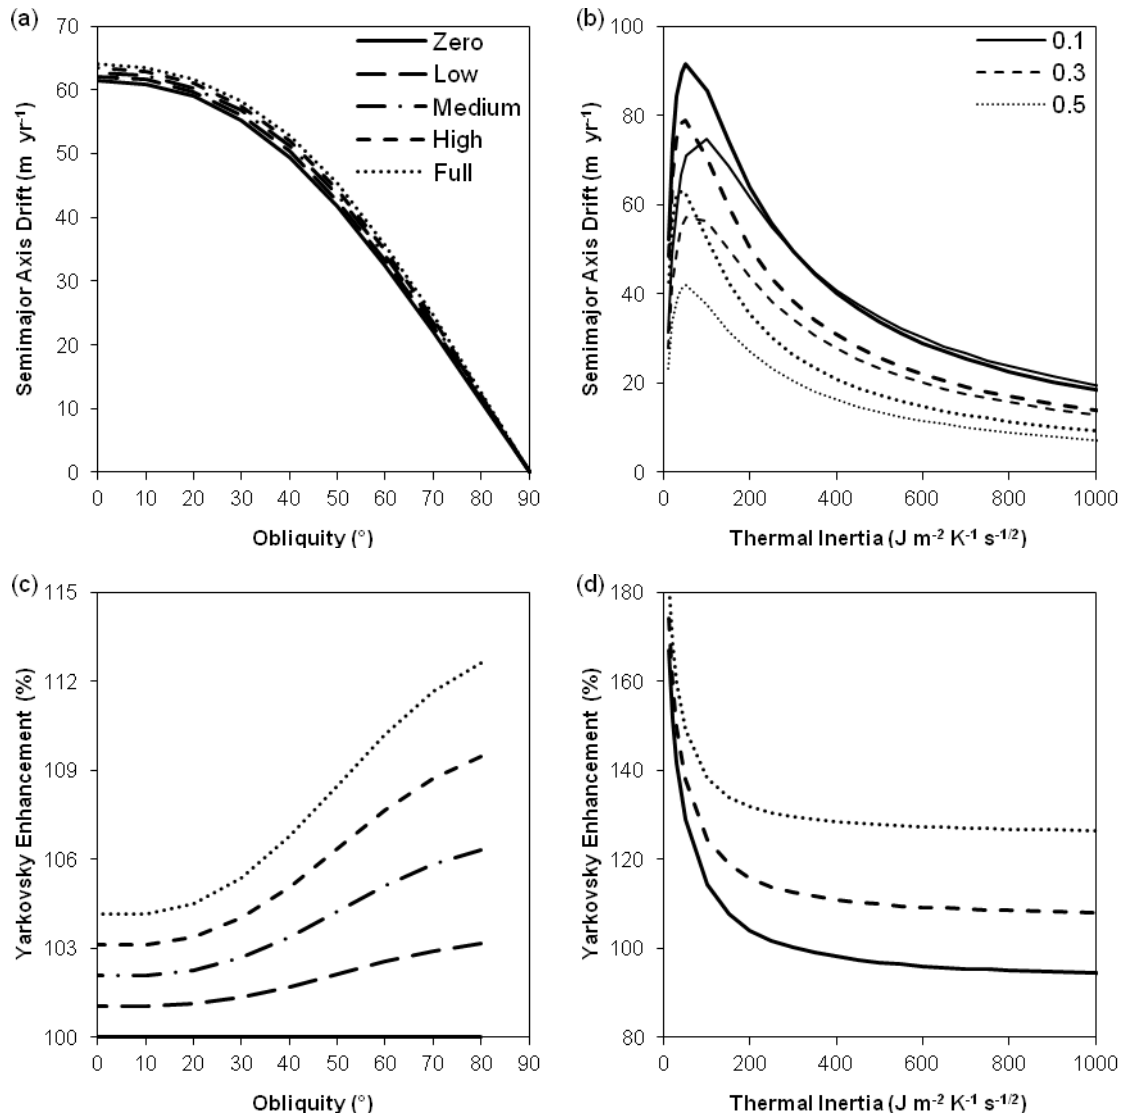 (a)
70
60
50
40
30
20
10
0
Semimajor Axis Drift (m yr-1)
0 10 20 30 40 50 60 70 80 90
Obliquity (°)
Zero
Low
Medium
High
Full
(b)
100
80
60
40
20
0
Semimajor Axis Drift (m yr-1)
0 200 400 600 800 1000
Thermal Inertia (J m-2 K-1 s-1/2)
0.1
0.3
0.5
(c)
115
112
109
106
103
100
Yarkovsky Enhancement (%)
0 10 20 30 40 50 60 70 80 90
Obliquity (°)
(d)
180
160
140
120
100
80
Yarkovsky Enhancement (%)
0 200 400 600 800 1000
Thermal Inertia (J m-2 K-1 s-1/2)